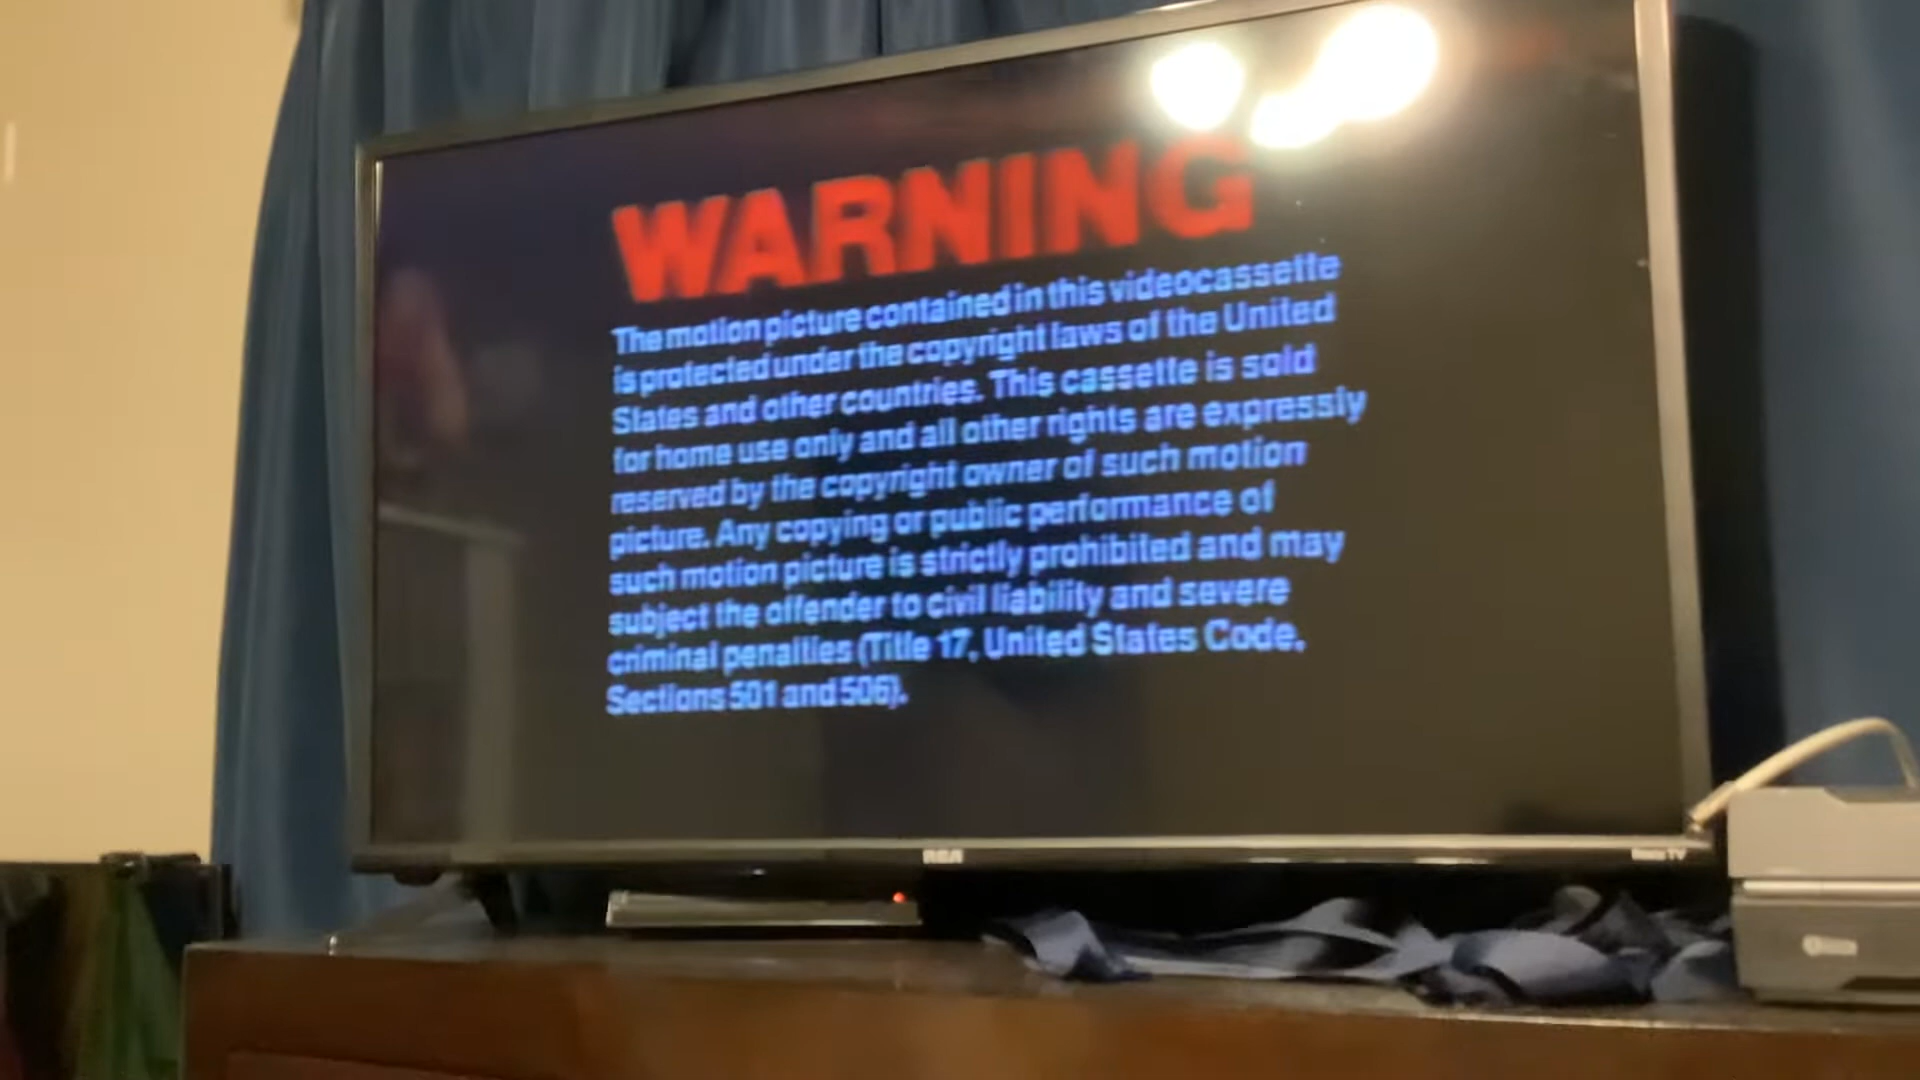 WARNING
The motion picture contained in this videocassette
is protected under the copyright laws of the United
States and other countries. This cassette is sold
for home use only and all other rights are expressly
reserved by the copyright owner of such motion
picture. Any copying or public performance of
such motion picture is strictly prohibited and may
subject the offender to civil liability and severe
criminal penalties (Title 17, United States Code,
Sections 501 and 506).
RCA
Roku TV